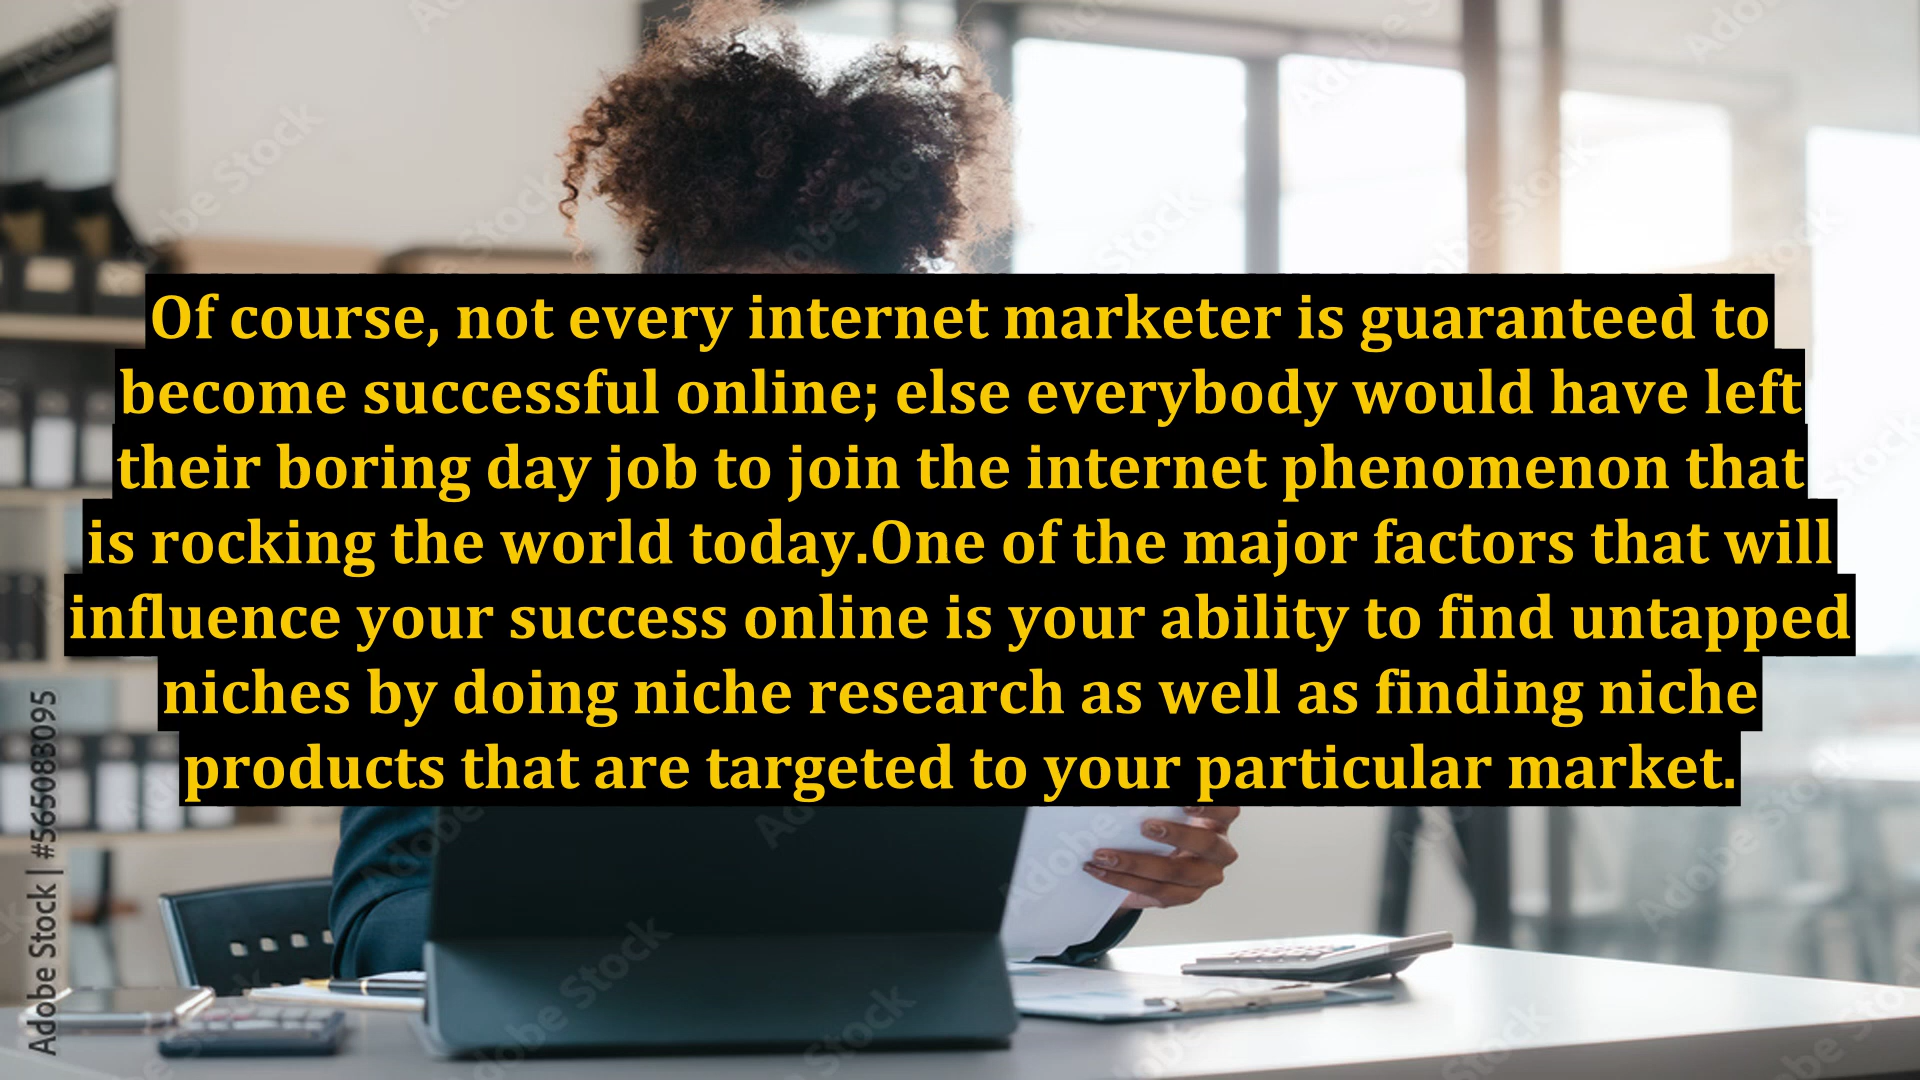 Of course, not every internet marketer is guaranteed to
become successful online; else everybody would have left
their boring day job to join the internet phenomenon that
is rocking the world today.One of the major factors that will
influence your success online is your ability to find untapped
niches by doing niche research as well as finding niche
products that are targeted to your particular market.
Adobe Stock | #565088095